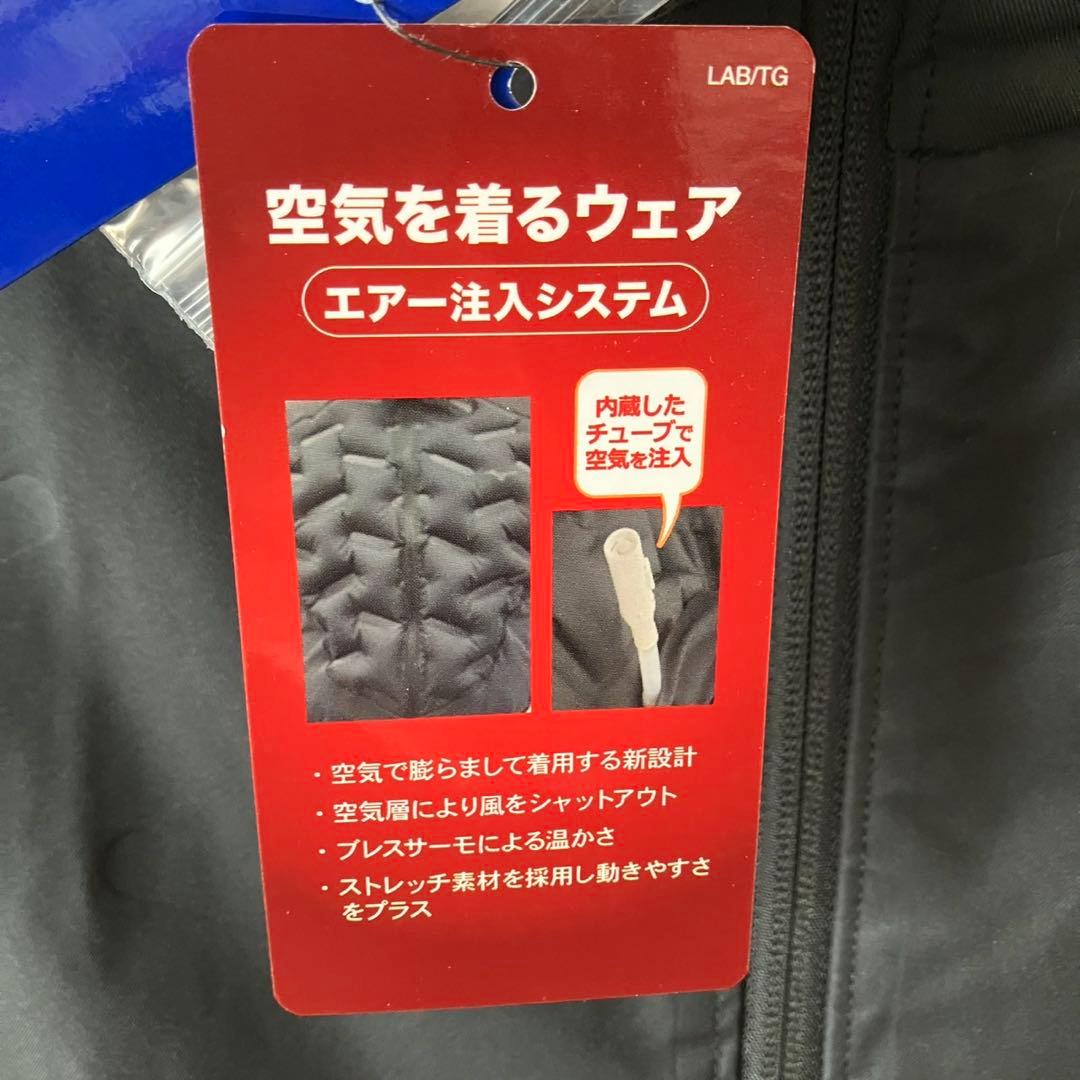 LAB/TG
空気を着るウェア
エアー注入システム
内蔵した
チューブで
空気を注入
・空気で膨らまして着用する新設計
・空気層により風をシャットアウト
・ブレスサーモによる温かさ
・ストレッチ素材を採用し動きやすさ
をプラス